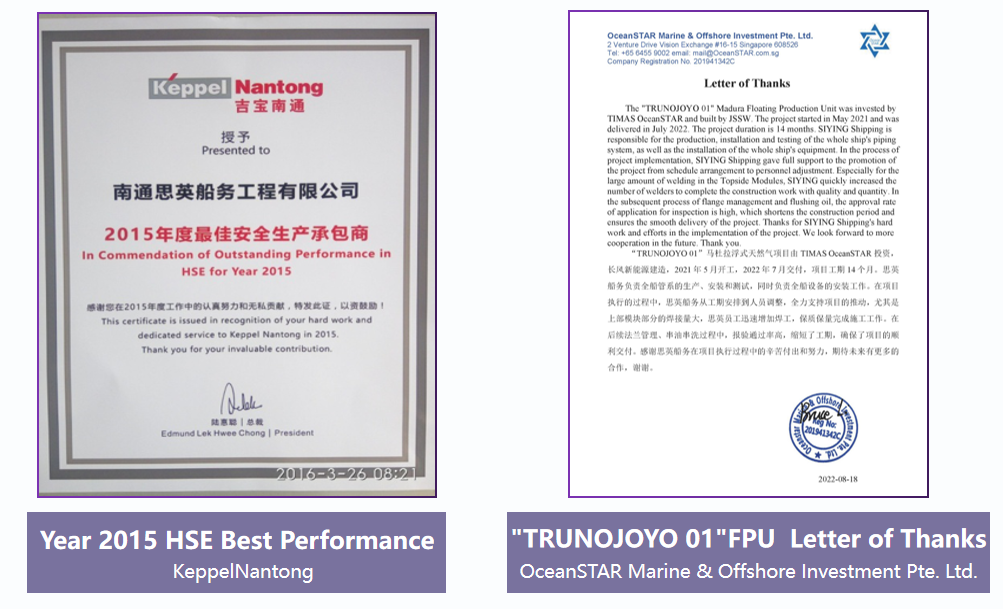 Keppel Nantong
吉宝南通
授予
Presented to
南通思英船务工程有限公司
2015年度最佳安全生产承包商
In Commendation of Outstanding Performance in
HSE for Year 2015
感谢您在2015年度工作中的认真努力和无私贡献，特发此证，以资鼓励！
This certificate is issued in recognition of your hard work and
dedicated service to Keppel Nantong in 2015.
Thank you for your invaluable contribution.
陆惠聪 | 总裁
Edmund Lek Hwee Chong | President
2016-3-26 08:21
Year 2015 HSE Best Performance
KeppelNantong
OceanSTAR Marine & Offshore Investment Pte. Ltd.
2 Venture Drive Vision Exchange #16-15 Singapore 608526
Tel: +65 6455 9002 email: mail@OceanSTAR.com.sg
Company Registration No. 201941342C
Letter of Thanks
The "TRUNOJOYO 01" Madura Floating Production Unit was invested by
TIMAS OceanSTAR and built by JSSW. The project started in May 2021 and was
delivered in July 2022. The project duration is 14 months. SIYING Shipping is
responsible for the production, installation and testing of the whole ship's piping
system, as well as the installation of the whole ship's equipment. In the process of
project implementation, SIYING Shipping gave full support to the promotion of
the project from schedule arrangement to personnel adjustment. Especially for the
large amount of welding in the Topside Modules, SIYING quickly increased the
number of welders to complete the construction work with quality and quantity. In
the subsequent process of flange management and flushing oil, the approval rate
of application for inspection is high, which shortens the construction period and
ensures the smooth delivery of the project. Thanks for SIYING Shipping's hard
work and efforts in the implementation of the project. We look forward to more
cooperation in the future. Thank you.
"TRUNOJOYO 01" 马杜拉浮式天然气项目由 TIMAS OceanSTAR 投资，
长风新能源建造，2021 年 5 月开工，2022 年 7 月交付，项目工期 14 个月。思英
船务负责全船管系的生产、安装和测试，同时负责全船设备的安装工作。在项目
执行的过程中，思英船务从工期安排到人员调整，全力支持项目的推动，尤其是
上部模块部分的焊接量大，思英员工迅速增加焊工，保质保量完成施工工作。在
后续法兰管理、串油串洗过程中，报验通过率高，缩短了工期，确保了项目的顺
利交付。感谢思英船务在项目执行过程中的辛苦付出和努力，期待未来有更多的
合作，谢谢。
Oceanstar Marine & Offshore Investment Pte. Ltd.
Reg No:
201941342C
2022-08-18
"TRUNOJOYO 01"FPU Letter of Thanks
OceanSTAR Marine & Offshore Investment Pte. Ltd.